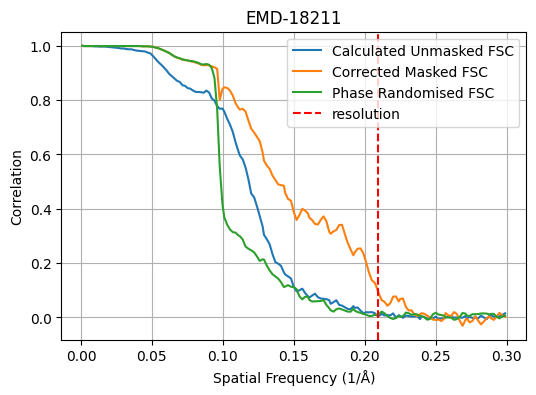 EMD-18211
Calculated Unmasked FSC
Corrected Masked FSC
Phase Randomised FSC
resolution
Correlation
1.0
0.8
0.6
0.4
0.2
0.0
0.00 0.05 0.10 0.15 0.20 0.25 0.30
Spatial Frequency (1/Å)